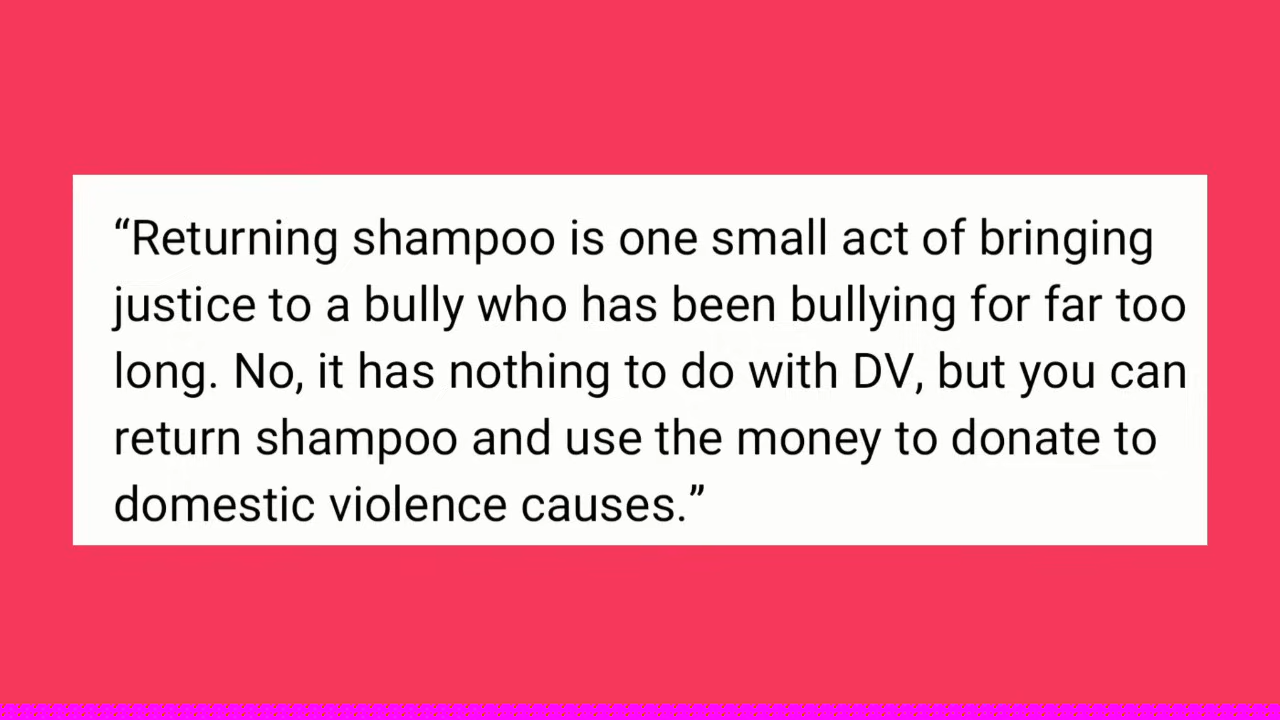 “Returning shampoo is one small act of bringing
justice to a bully who has been bullying for far too
long. No, it has nothing to do with DV, but you can
return shampoo and use the money to donate to
domestic violence causes.”